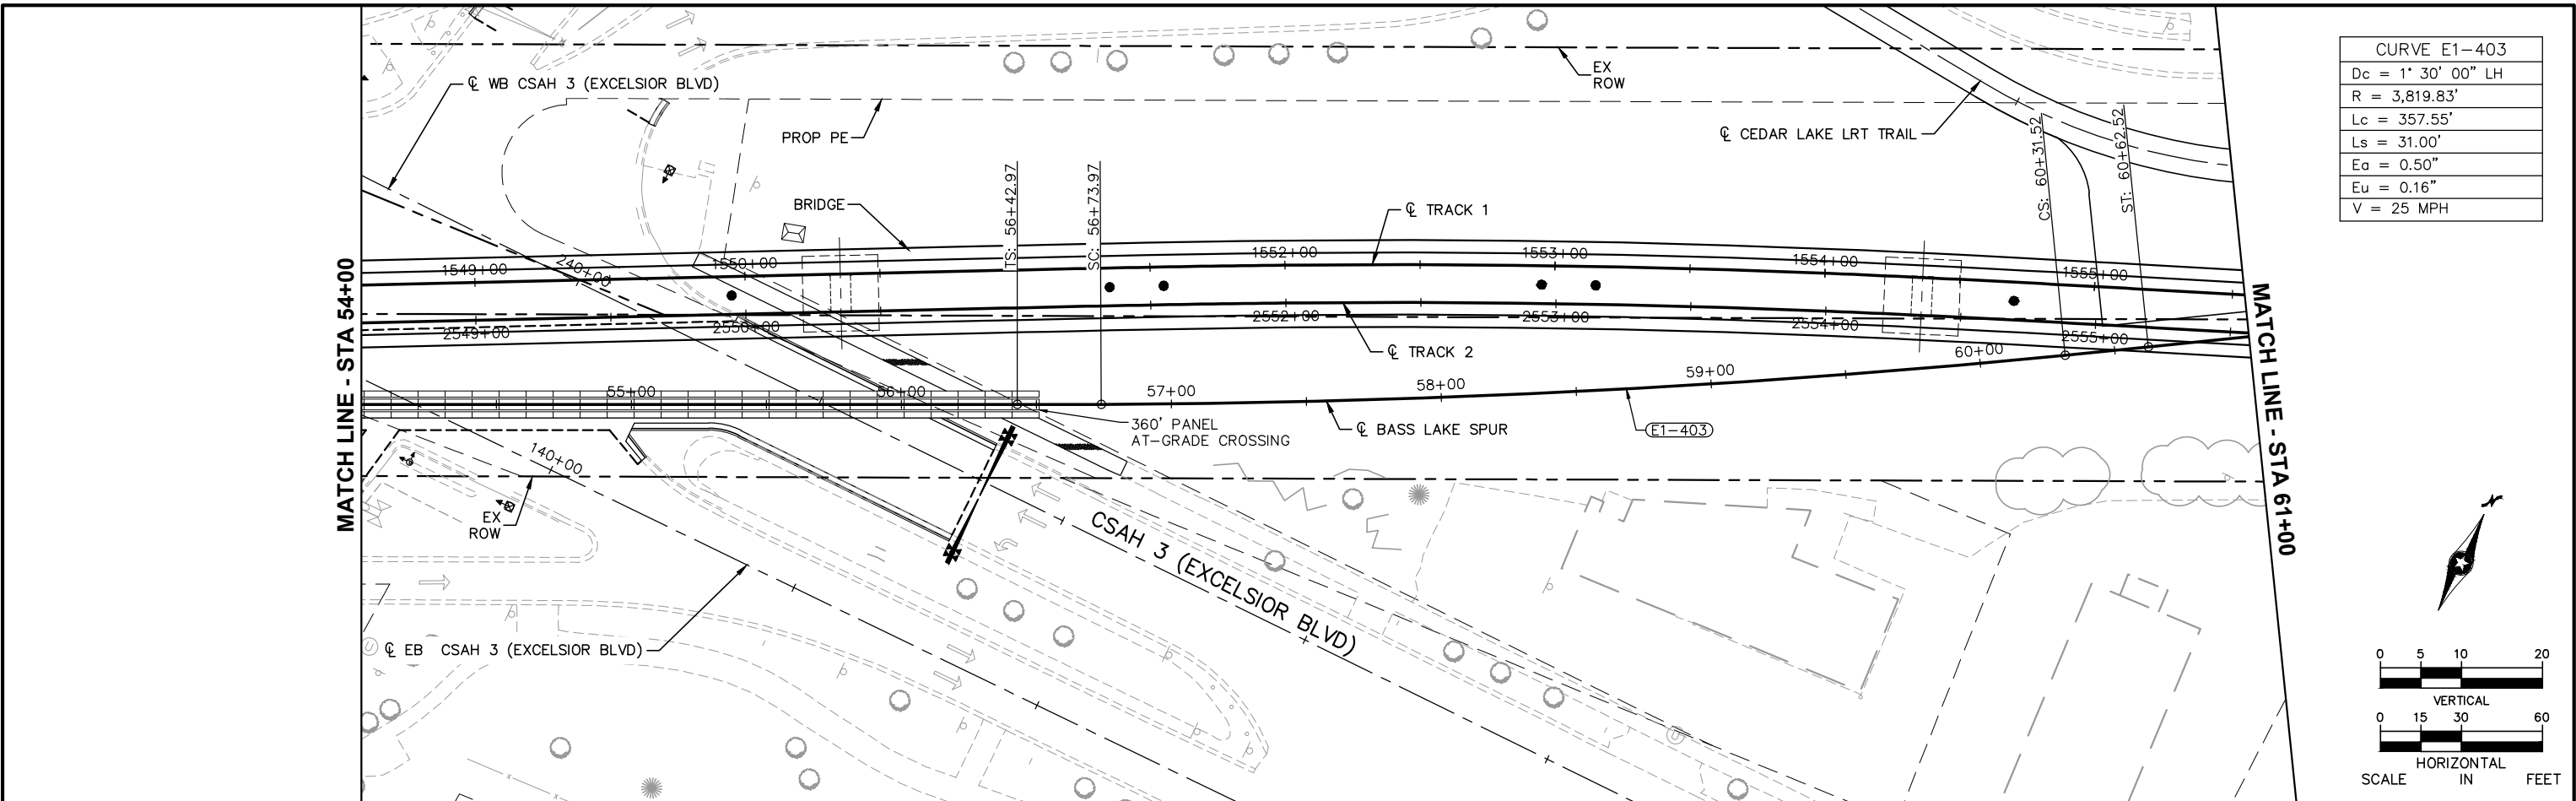 CURVE E1-403
Dc = 1° 30' 00" LH
R = 3,819.83'
Lc = 357.55'
Ls = 31.00'
Ea = 0.50"
Eu = 0.16"
V = 25 MPH
℄ WB CSAH 3 (EXCELSIOR BLVD)
EX
ROW
PROP PE
℄ CEDAR LAKE LRT TRAIL
BRIDGE
℄ TRACK 1
TS: 56+42.97
SC: 56+73.97
CS: 60+31.52
ST: 60+62.52
MATCH LINE - STA 54+00
1549+00
240+00
1550+00
1552+00
1553+00
1554+00
1555+00
2549+00
2550+00
2552+00
2553+00
2554+00
2555+00
℄ TRACK 2
MATCH LINE - STA 61+00
55+00
56+00
57+00
58+00
59+00
60+00
360' PANEL
AT-GRADE CROSSING
℄ BASS LAKE SPUR
E1-403
140+00
EX
ROW
CSAH 3 (EXCELSIOR BLVD)
℄ EB CSAH 3 (EXCELSIOR BLVD)
N
0 5 10 20
VERTICAL
0 15 30 60
HORIZONTAL
SCALE IN FEET